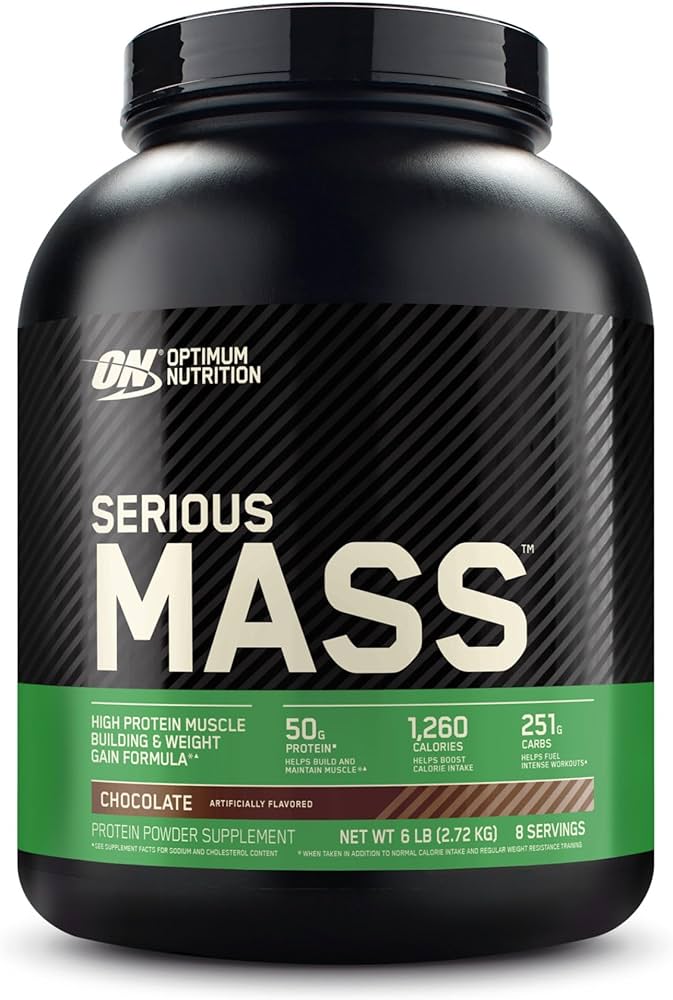 ON® OPTIMUM
NUTRITION
SERIOUS
MASS™
HIGH PROTEIN MUSCLE
BUILDING & WEIGHT
GAIN FORMULA*▲
50G
PROTEIN*
HELPS BUILD AND
MAINTAIN MUSCLE*▲
1,260
CALORIES
HELPS BOOST
CALORIE INTAKE
251G
CARBS
HELPS FUEL
INTENSE WORKOUTS▲
CHOCOLATE ARTIFICIALLY FLAVORED
PROTEIN POWDER SUPPLEMENT NET WT 6 LB (2.72 KG) 8 SERVINGS
*SEE SUPPLEMENT FACTS FOR SODIUM AND CHOLESTEROL CONTENT ▲WHEN TAKEN IN ADDITION TO NORMAL CALORIE INTAKE AND REGULAR WEIGHT RESISTANCE TRAINING